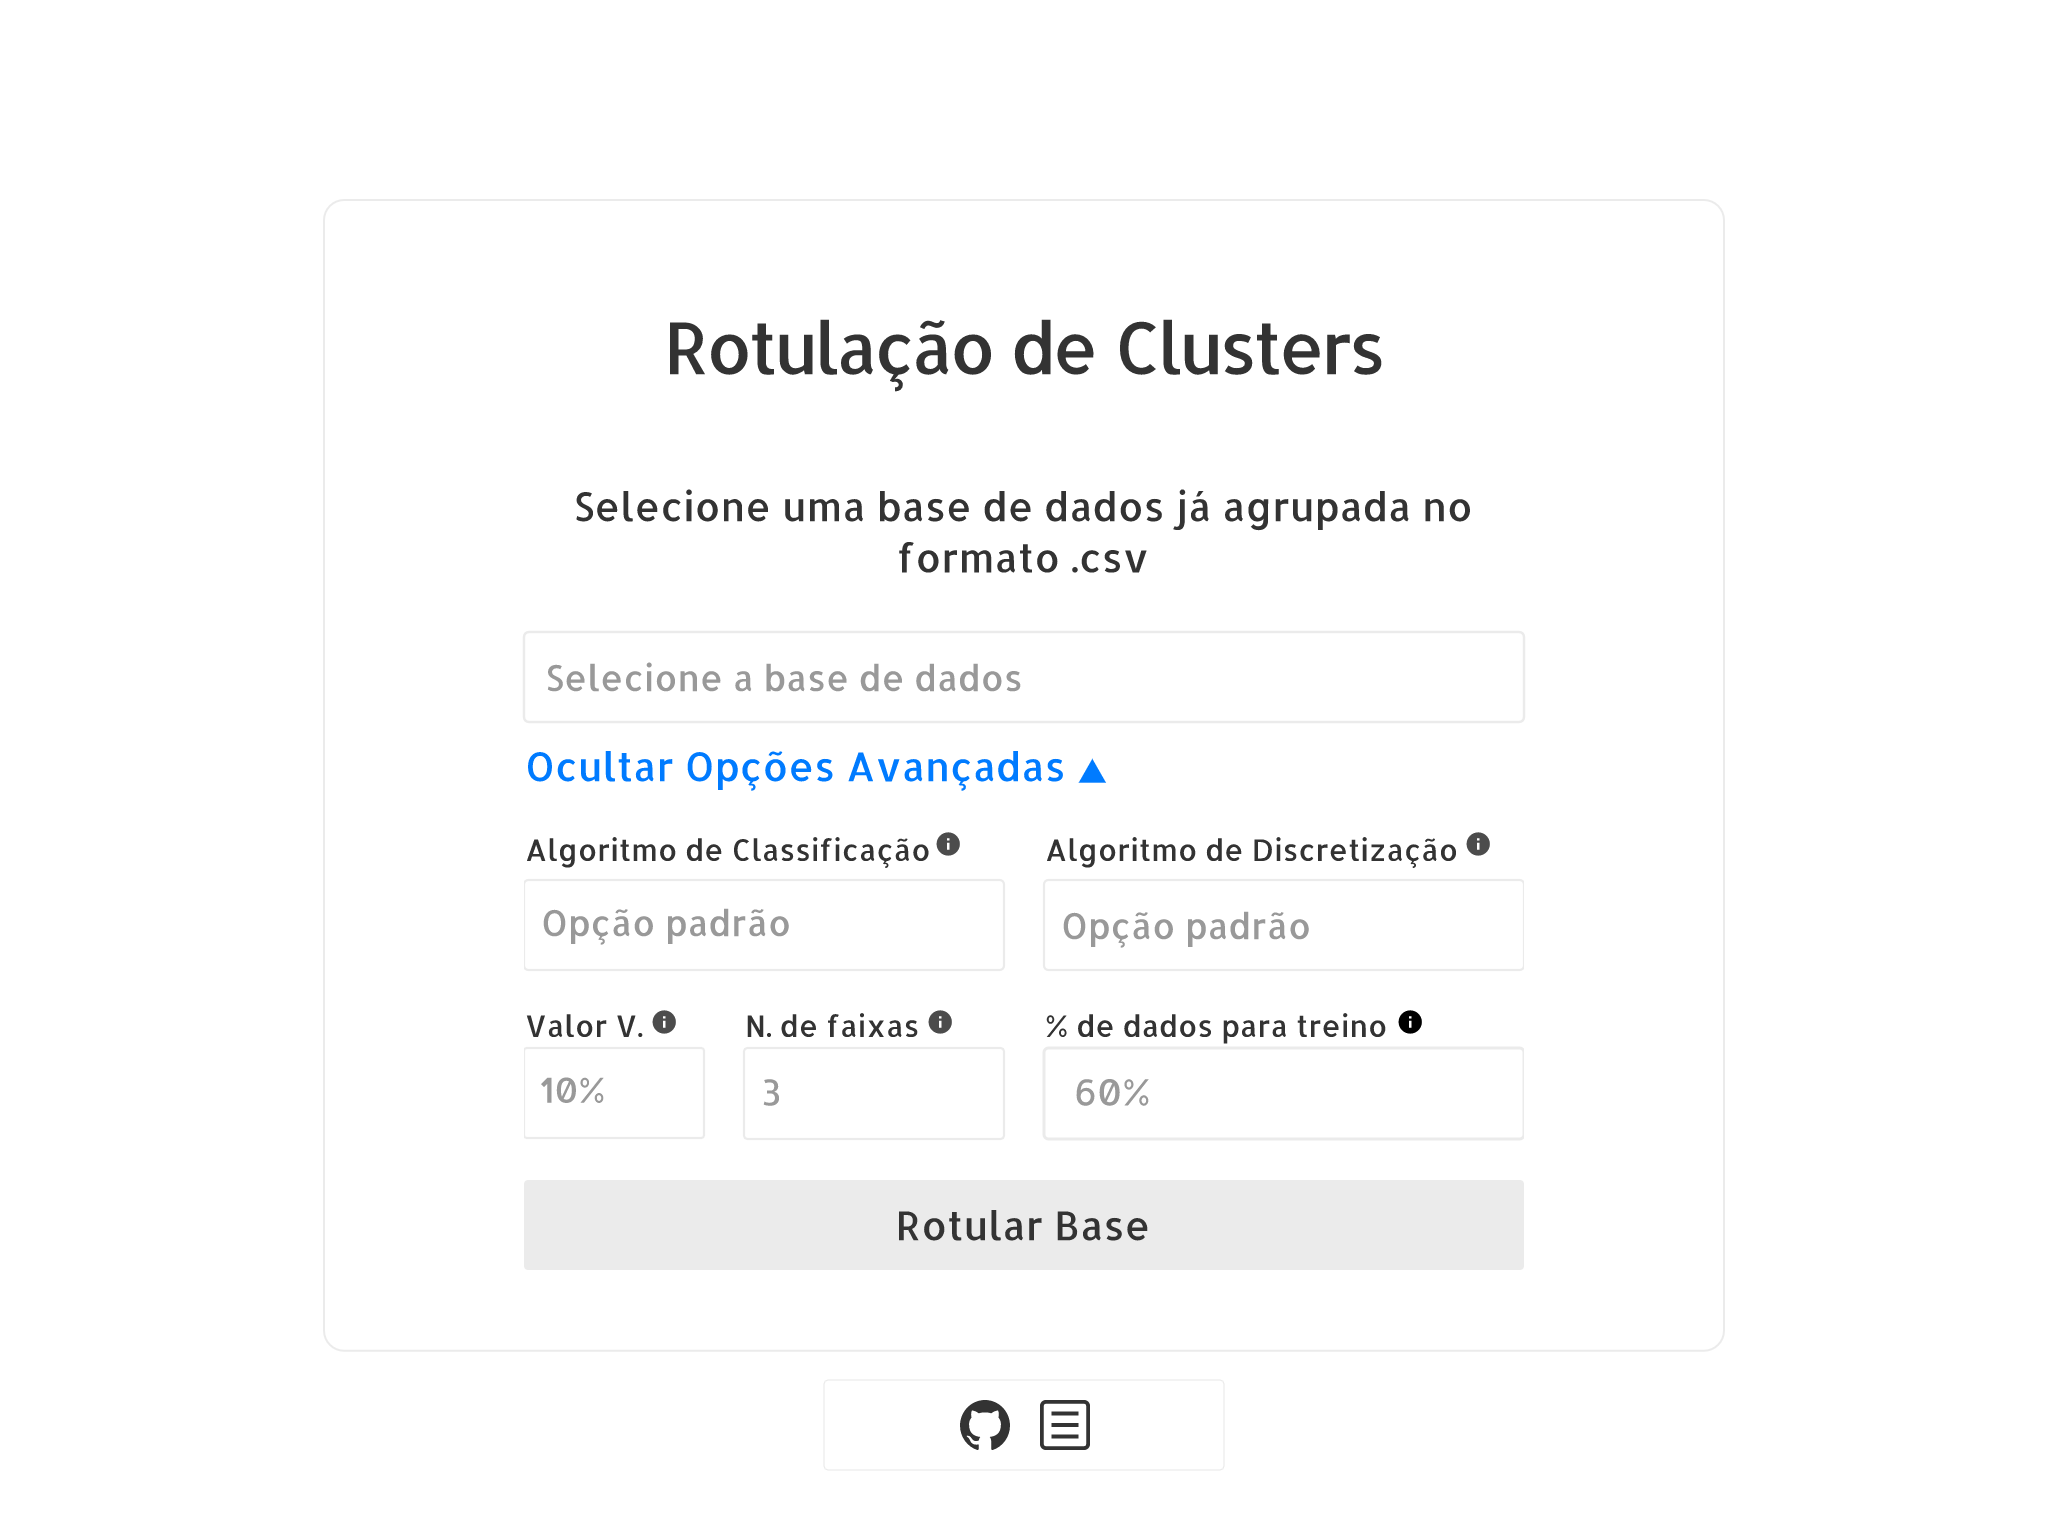 Rotulação de Clusters
Selecione uma base de dados já agrupada no
formato .csv
Selecione a base de dados
Ocultar Opções Avançadas ▲
Algoritmo de Classificação
Algoritmo de Discretização
Opção padrão
Opção padrão
Valor V.
N. de faixas
% de dados para treino
10%
3
60%
Rotular Base